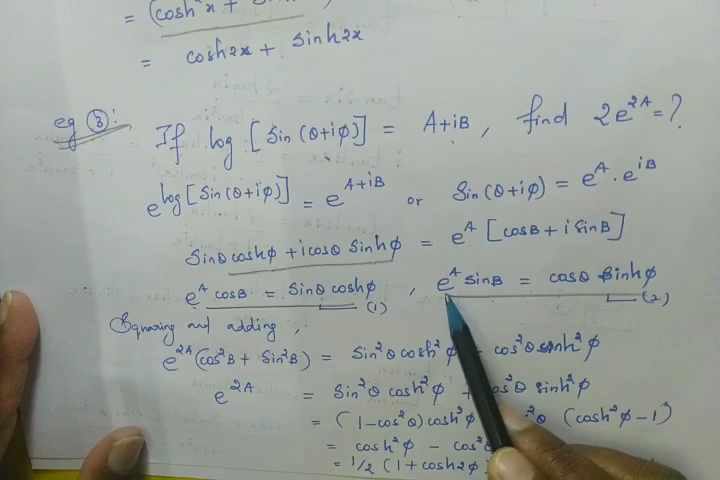 = (cosh²x +
= cosh2x + sinh2x
eg ③: If log [sin(θ+iϕ)] = A+iB, find 2e^2A = ?
e^log[sin(θ+iϕ)] = e^A+iB or sin(θ+iϕ) = e^A . e^iB
sinθ coshϕ + i cosθ sinhϕ = e^A [cosB + i sinB]
e^A cosB = sinθ coshϕ (1) , e^A sinB = cosθ sinhϕ (2)
Squaring and adding,
e^2A (cos²B + sin²B) = sin²θ cosh²ϕ + cos²θ sinh²ϕ
e^2A = sin²θ cosh²ϕ + cos²θ sinh²ϕ
= (1-cos²θ) cosh²ϕ (cosh²ϕ - 1)
= cosh²ϕ -
= 1/2 (1 + cosh2ϕ)